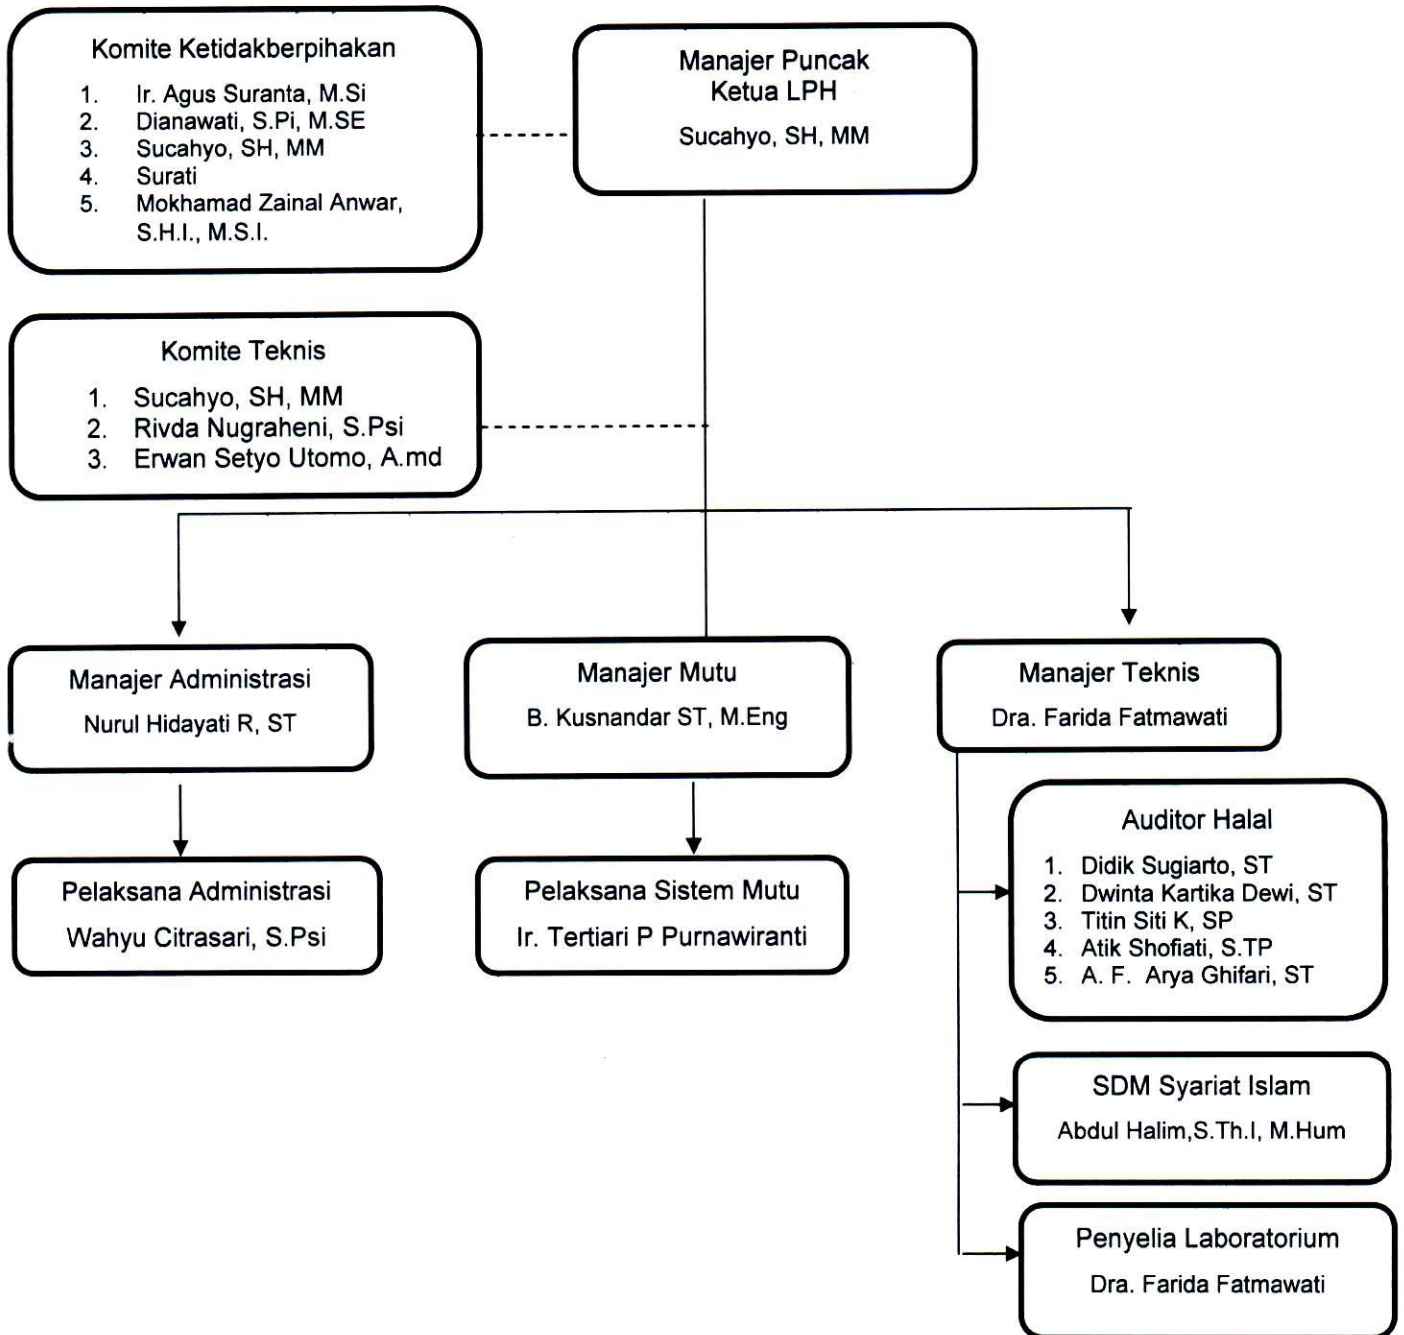 Komite Ketidakberpihakan
1. Ir. Agus Suranta, M.Si
2. Dianawati, S.Pi, M.SE
3. Sucahyo, SH, MM
4. Surati
5. Mokhamad Zainal Anwar,
S.H.I., M.S.I.
Manajer Puncak
Ketua LPH
Sucahyo, SH, MM
Komite Teknis
1. Sucahyo, SH, MM
2. Rivda Nugraheni, S.Psi
3. Erwan Setyo Utomo, A.md
Manajer Administrasi
Nurul Hidayati R, ST
Manajer Mutu
B. Kusnandar ST, M.Eng
Manajer Teknis
Dra. Farida Fatmawati
Pelaksana Administrasi
Wahyu Citrasari, S.Psi
Pelaksana Sistem Mutu
Ir. Tertiari P Purnawiranti
Auditor Halal
1. Didik Sugiarto, ST
2. Dwinta Kartika Dewi, ST
3. Titin Siti K, SP
4. Atik Shofiati, S.TP
5. A. F. Arya Ghifari, ST
SDM Syariat Islam
Abdul Halim,S.Th.I, M.Hum
Penyelia Laboratorium
Dra. Farida Fatmawati